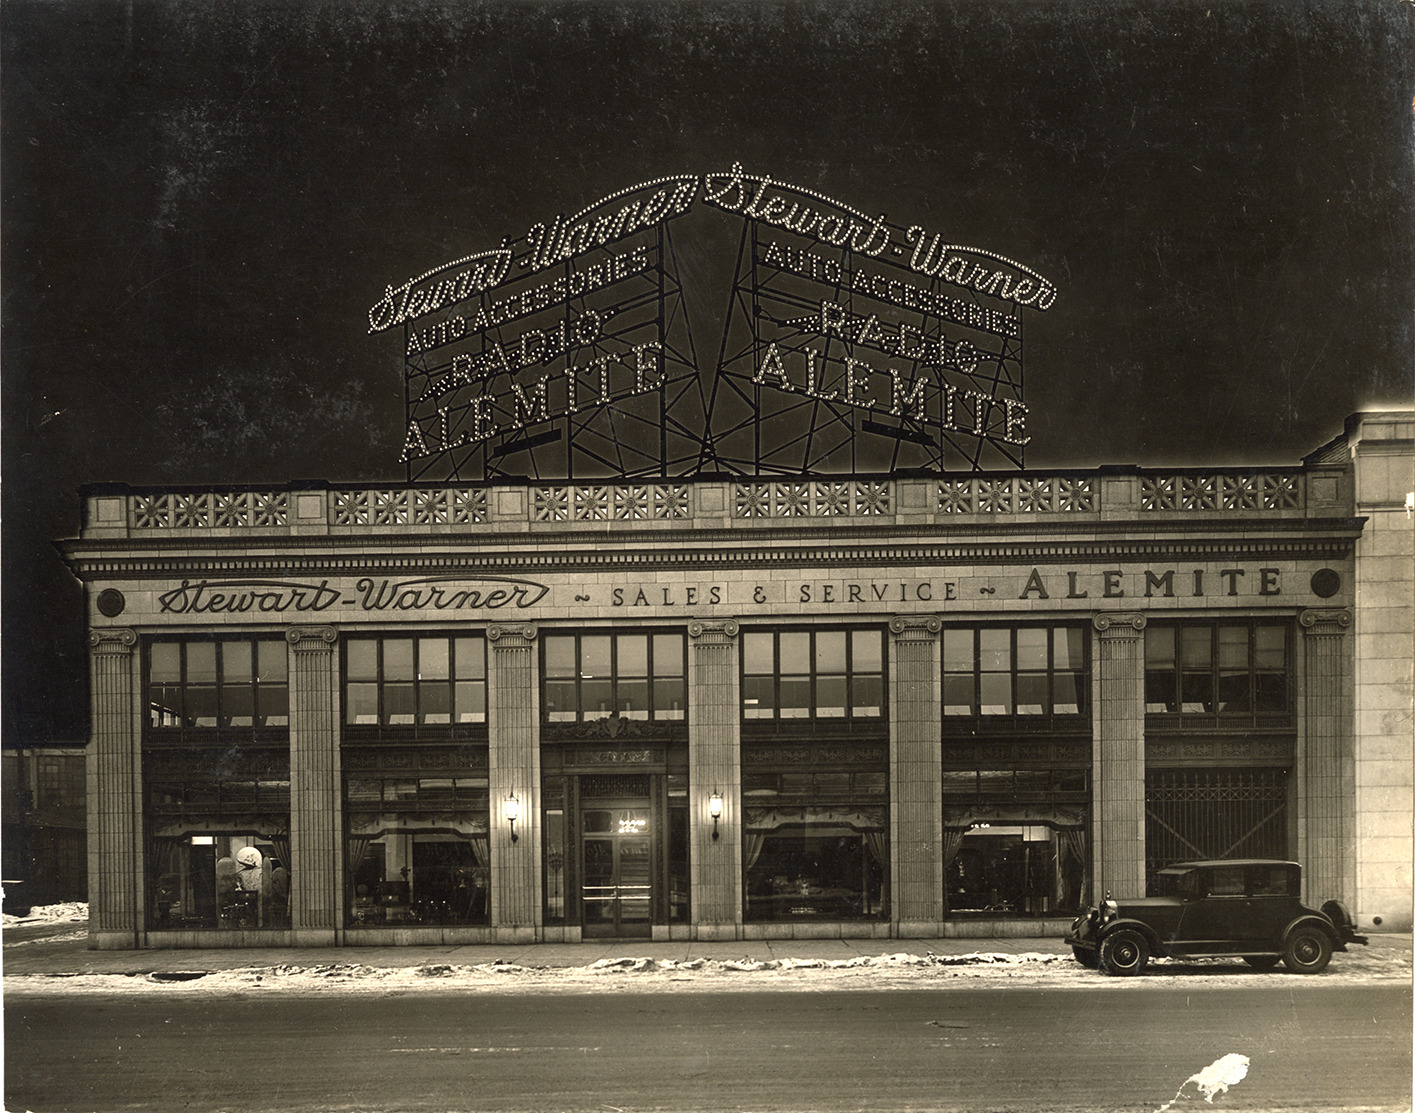 Stewart-Warner
AUTO ACCESSORIES
RADIO
ALEMITE
Stewart-Warner
AUTO ACCESSORIES
RADIO
ALEMITE
Stewart-Warner ~ SALES & SERVICE ~ ALEMITE